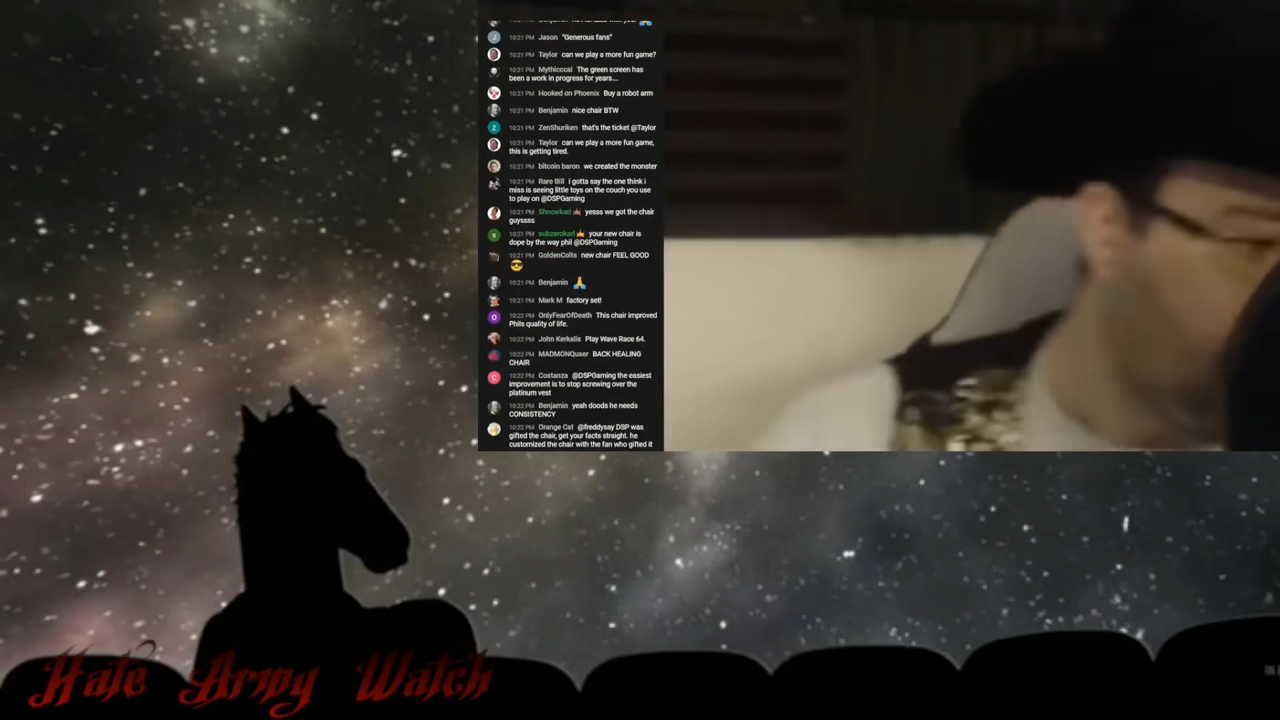 10:21 PM Jason "Generous fans"
10:21 PM Taylor can we play a more fun game?
10:21 PM Mythicccal The green screen has
been a work in progress for years....
10:21 PM Hooked on Phoenix Buy a robot arm
10:21 PM Benjamin nice chair BTW
Z 10:21 PM ZenShuriken that's the ticket @Taylor
10:21 PM Taylor can we play a more fun game,
this is getting tired.
10:21 PM bitcoin baron we created the monster
10:21 PM Rare Bill i gotta say the one think i
miss is seeing little toys on the couch you use
to play on @DSPGaming
10:21 PM Shnowkarl yesss we got the chair
guyssss
10:21 PM subzerokarl your new chair is
dope by the way phil @DSPGaming
10:21 PM GoldenColts new chair FEEL GOOD
😎
10:21 PM Benjamin 🙏
10:21 PM Mark M factory set!
O 10:22 PM OnlyFearOfDeath This chair improved
Phils quality of life.
10:22 PM John Kerkalis Play Wave Race 64.
10:22 PM MADMONQuser BACK HEALING
CHAIR
C 10:22 PM Costanza @DSPGaming the easiest
improvement is to stop screwing over the
platinum vest
10:22 PM Benjamin yeah doods he needs
CONSISTENCY
10:22 PM Orange Cat @freddysay DSP was
gifted the chair, get your facts straight. he
customized the chair with the fan who gifted it
Hate Army Watch